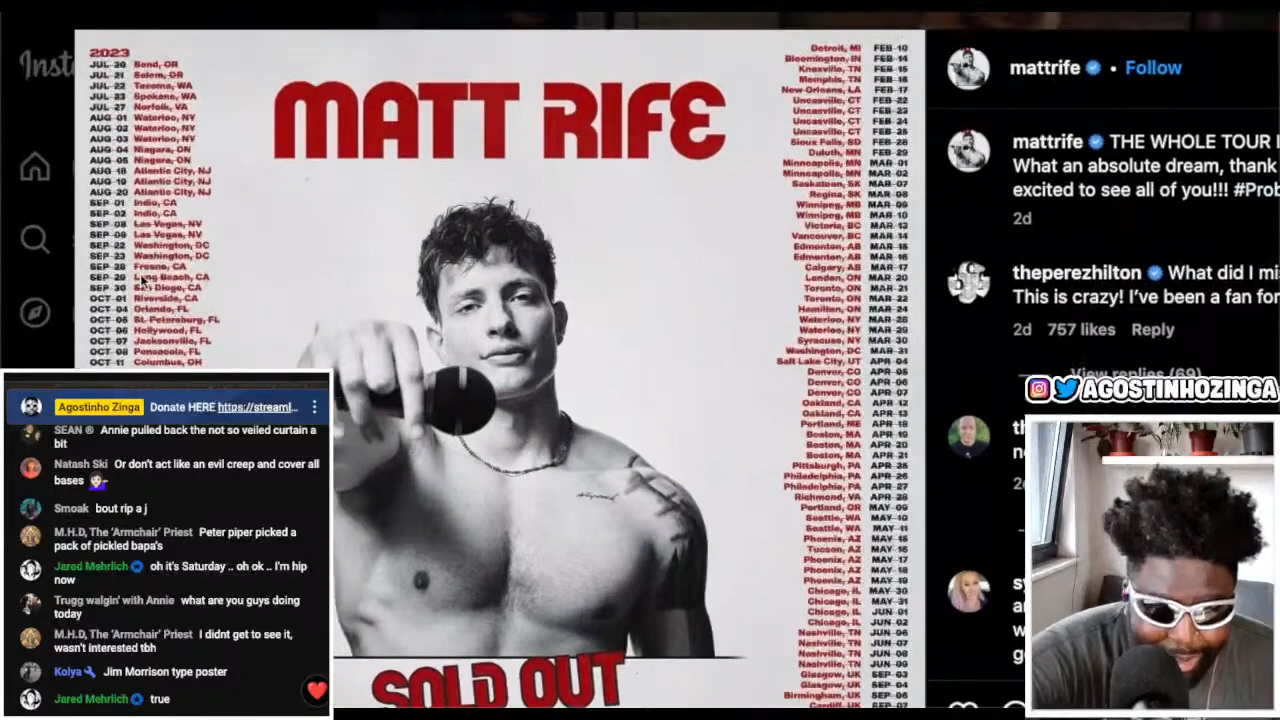 Inst
2023
JUL 20 Bend, OR
JUL 21 Salem, OR
JUL 22 Tacoma, WA
JUL 23 Spokane, WA
JUL 27 Norfolk, VA
AUG 01 Waterloo, NY
AUG 02 Waterloo, NY
AUG 03 Waterloo, NY
AUG 04 Niagara, ON
AUG 05 Niagara, ON
AUG 18 Atlantic City, NJ
AUG 19 Atlantic City, NJ
AUG 20 Atlantic City, NJ
SEP 01 Indio, CA
SEP 02 Indio, CA
SEP 08 Las Vegas, NV
SEP 09 Las Vegas, NV
SEP 22 Washington, DC
SEP 23 Washington, DC
SEP 28 Fresno, CA
SEP 29 Long Beach, CA
SEP 30 San Diego, CA
OCT 01 Riverside, CA
OCT 04 Orlando, FL
OCT 05 St. Petersburg, FL
OCT 06 Hollywood, FL
OCT 07 Jacksonville, FL
OCT 08 Pensacola, FL
OCT 11 Columbus, OH
MATT RIFE
SOLD OUT
Detroit, MI FEB 10
Bloomington, IN FEB 14
Knoxville, TN FEB 15
Memphis, TN FEB 16
New Orleans, LA FEB 17
Uncasville, CT FEB 22
Uncasville, CT FEB 23
Uncasville, CT FEB 24
Uncasville, CT FEB 25
Sioux Falls, SD FEB 28
Duluth, MN FEB 29
Minneapolis, MN MAR 01
Minneapolis, MN MAR 02
Saskatoon, SK MAR 07
Regina, SK MAR 08
Winnipeg, MB MAR 09
Winnipeg, MB MAR 10
Victoria, BC MAR 13
Vancouver, BC MAR 14
Edmonton, AB MAR 15
Edmonton, AB MAR 16
Calgary, AB MAR 17
London, ON MAR 20
Toronto, ON MAR 21
Toronto, ON MAR 22
Hamilton, ON MAR 24
Waterloo, NY MAR 28
Waterloo, NY MAR 29
Syracuse, NY MAR 30
Washington, DC MAR 31
Salt Lake City, UT APR 04
Denver, CO APR 05
Denver, CO APR 06
Denver, CO APR 07
Oakland, CA APR 12
Oakland, CA APR 13
Portland, ME APR 18
Boston, MA APR 19
Boston, MA APR 20
Boston, MA APR 21
Pittsburgh, PA APR 25
Philadelphia, PA APR 26
Philadelphia, PA APR 27
Richmond, VA APR 28
Portland, OR MAY 09
Seattle, WA MAY 10
Seattle, WA MAY 11
Phoenix, AZ MAY 15
Tucson, AZ MAY 16
Phoenix, AZ MAY 17
Phoenix, AZ MAY 18
Phoenix, AZ MAY 19
Chicago, IL MAY 30
Chicago, IL MAY 31
Chicago, IL JUN 01
Chicago, IL JUN 02
Nashville, TN JUN 06
Nashville, TN JUN 07
Nashville, TN JUN 08
Nashville, TN JUN 09
Glasgow, UK SEP 03
Glasgow, UK SEP 04
Birmingham, UK SEP 06
Cardiff, UK SEP 07
mattrife • Follow
mattrife THE WHOLE TOUR I
What an absolute dream, thank
excited to see all of you!!! #Prol
2d
theperezhilton What did I mi
This is crazy! I've been a fan for
2d 757 likes Reply
View replies (69)
AGOSTINHOZINGA
Agostinho Zinga Donate HERE https://streaml...
SEAN ® Annie pulled back the not so veiled curtain a
bit
Natash Ski Or don't act like an evil creep and cover all
bases
Smoak bout rip a j
M.H.D, The 'Armchair' Priest Peter piper picked a
pack of pickled bapa's
Jared Mehrlich oh it's Saturday .. oh ok .. I'm hip
now
Trugg walgin' with Annie what are you guys doing
today
M.H.D, The 'Armchair' Priest I didnt get to see it,
wasn't interested tbh
Kolya Jim Morrison type poster
Jared Mehrlich true